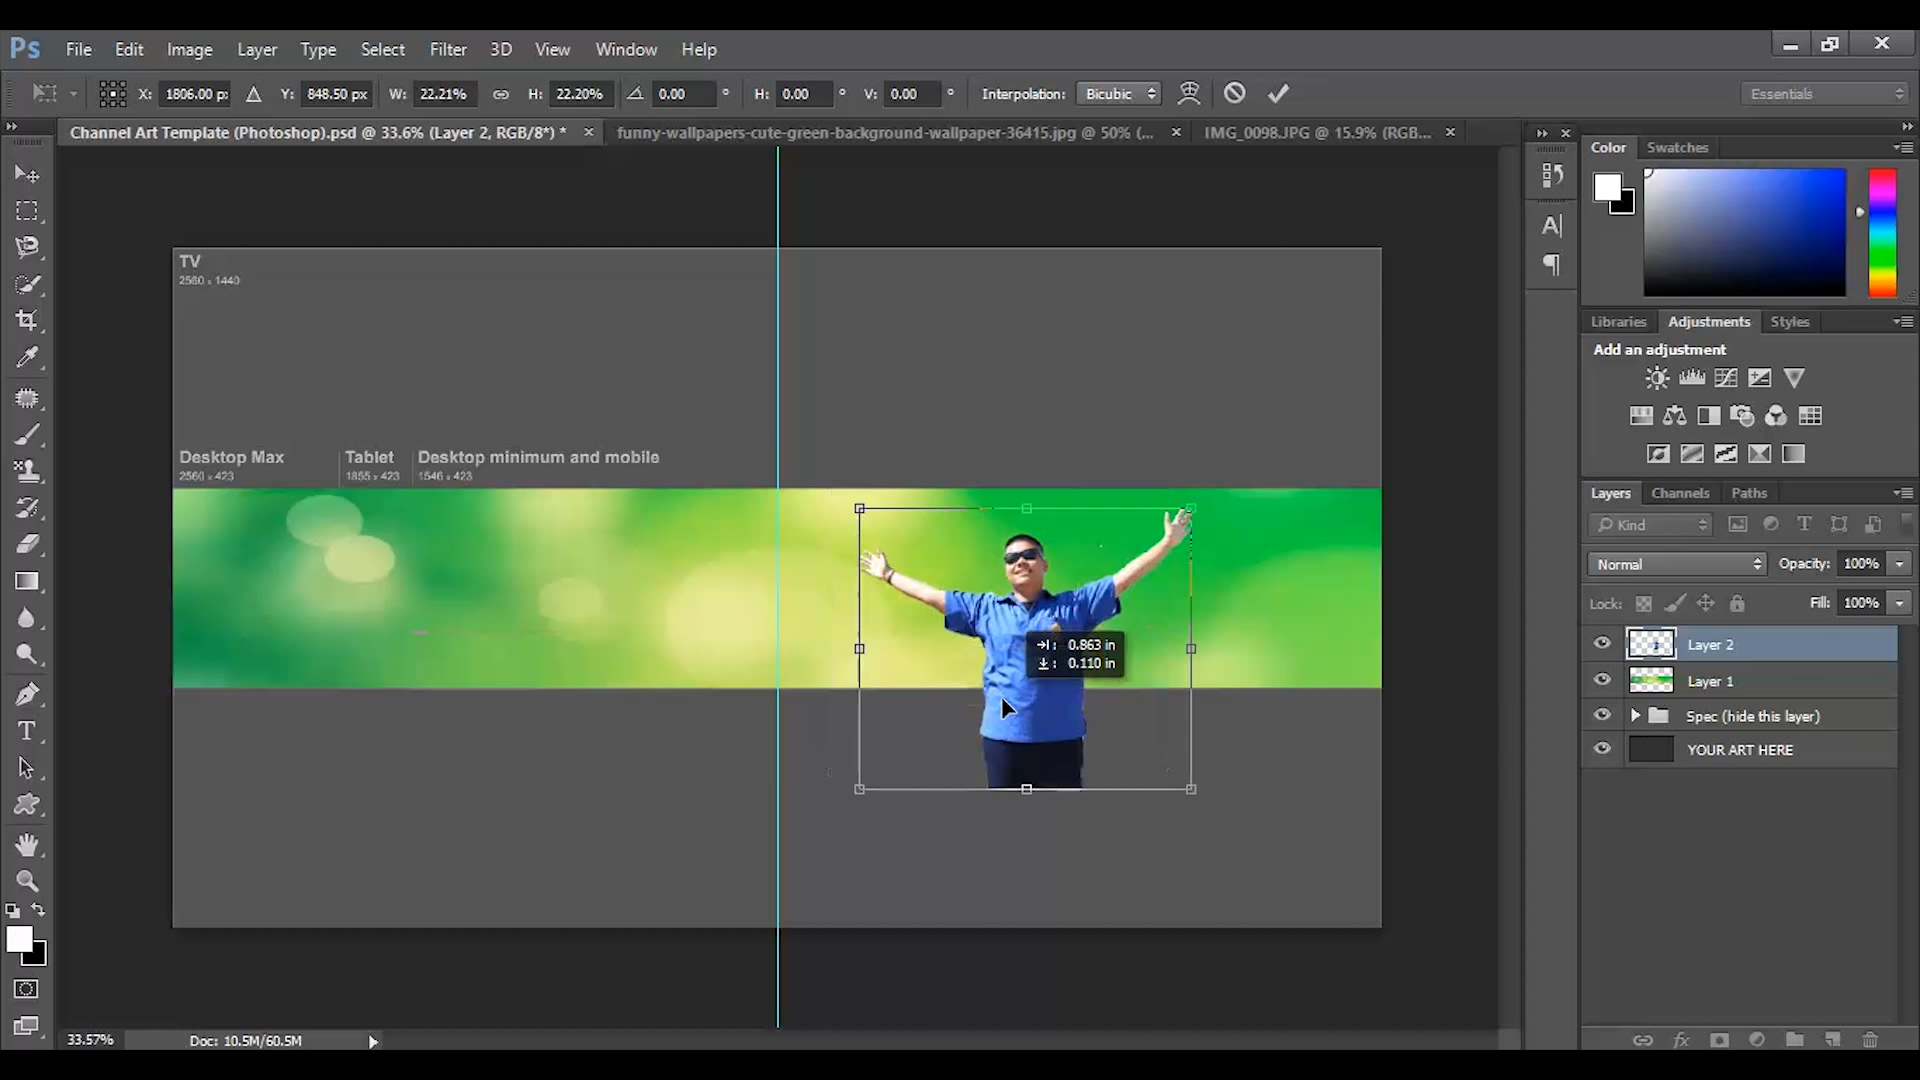 Ps File Edit Image Layer Type Select Filter 3D View Window Help
X: 1806.00 px Y: 848.50 px W: 22.21% H: 22.20% 0.00 ° H: 0.00 ° V: 0.00 ° Interpolation: Bicubic Essentials
Channel Art Template (Photoshop).psd @ 33.6% (Layer 2, RGB/8*) * × funny-wallpapers-cute-green-background-wallpaper-36415.jpg @ 50% (... × IMG_0098.JPG @ 15.9% (RGB... ×
Color Swatches
TV
2560 x 1440
Libraries Adjustments Styles
Add an adjustment
Desktop Max Tablet Desktop minimum and mobile
2560 x 423 1855 x 423 1546 x 423
Layers Channels Paths
Kind
Normal Opacity: 100%
Lock: Fill: 100%
0.863 in
0.110 in
Layer 2
Layer 1
Spec (hide this layer)
YOUR ART HERE
33.57% Doc: 10.5M/60.5M